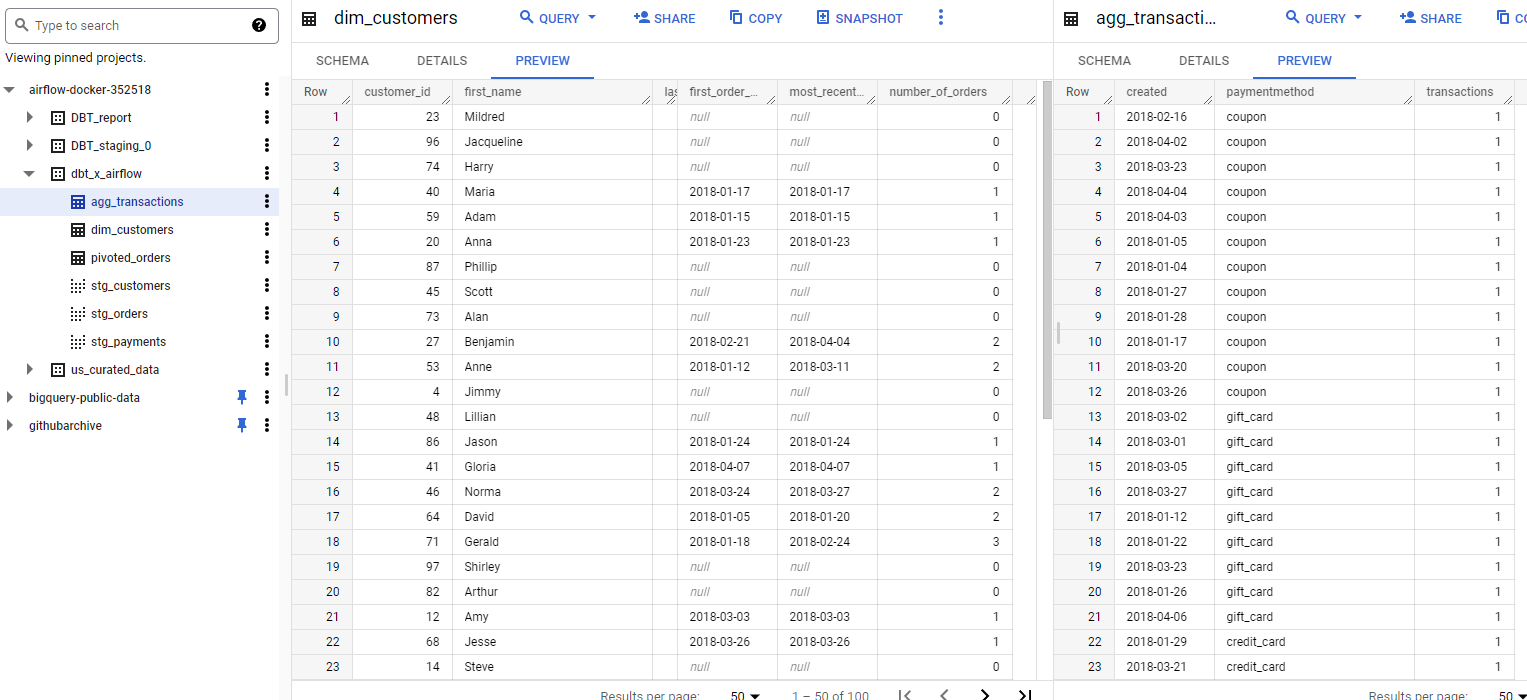 Type to search
Viewing pinned projects.
airflow-docker-352518
DBT_report
DBT_staging_0
dbt_x_airflow
agg_transactions
dim_customers
pivoted_orders
stg_customers
stg_orders
stg_payments
us_curated_data
bigquery-public-data
githubarchive
dim_customers QUERY SHARE COPY SNAPSHOT
SCHEMA DETAILS PREVIEW
Row customer_id first_name las first_order_... most_recent... number_of_orders
1 23 Mildred null null 0
2 96 Jacqueline null null 0
3 74 Harry null null 0
4 40 Maria 2018-01-17 2018-01-17 1
5 59 Adam 2018-01-15 2018-01-15 1
6 20 Anna 2018-01-23 2018-01-23 1
7 87 Phillip null null 0
8 45 Scott null null 0
9 73 Alan null null 0
10 27 Benjamin 2018-02-21 2018-04-04 2
11 53 Anne 2018-01-12 2018-03-11 2
12 4 Jimmy null null 0
13 48 Lillian null null 0
14 86 Jason 2018-01-24 2018-01-24 1
15 41 Gloria 2018-04-07 2018-04-07 1
16 46 Norma 2018-03-24 2018-03-27 2
17 64 David 2018-01-05 2018-01-20 2
18 71 Gerald 2018-01-18 2018-02-24 3
19 97 Shirley null null 0
20 82 Arthur null null 0
21 12 Amy 2018-03-03 2018-03-03 1
22 68 Jesse 2018-03-26 2018-03-26 1
23 14 Steve null null 0
Results per page: 50 1 – 50 of 100
agg_transacti... QUERY SHARE CO
SCHEMA DETAILS PREVIEW
Row created paymentmethod transactions
1 2018-02-16 coupon 1
2 2018-04-02 coupon 1
3 2018-03-23 coupon 1
4 2018-04-04 coupon 1
5 2018-04-03 coupon 1
6 2018-01-05 coupon 1
7 2018-01-04 coupon 1
8 2018-01-27 coupon 1
9 2018-01-28 coupon 1
10 2018-01-17 coupon 1
11 2018-03-20 coupon 1
12 2018-03-26 coupon 1
13 2018-03-02 gift_card 1
14 2018-03-01 gift_card 1
15 2018-03-05 gift_card 1
16 2018-03-27 gift_card 1
17 2018-01-12 gift_card 1
18 2018-01-22 gift_card 1
19 2018-03-23 gift_card 1
20 2018-01-26 gift_card 1
21 2018-04-06 gift_card 1
22 2018-01-29 credit_card 1
23 2018-03-21 credit_card 1
Results per page: 50